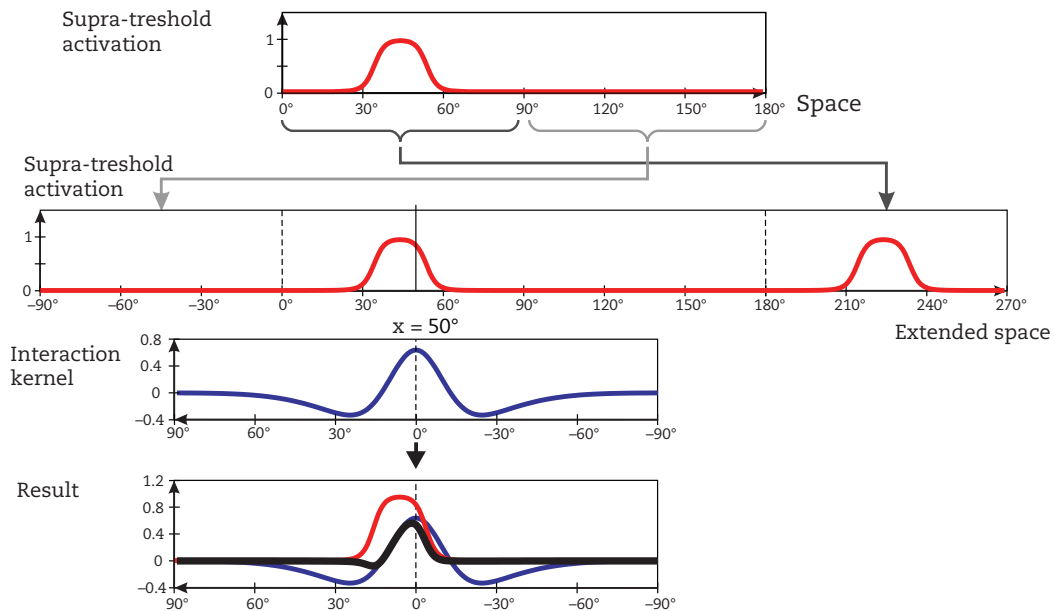 Supra-treshold
activation
1
0
0° 30° 60° 90° 120° 150° 180°
Space
Supra-treshold
activation
1
0
–90° –60° –30° 0° 30° 60° 90° 120° 150° 180° 210° 240° 270°
x = 50°
Extended space
Interaction
kernel
0.8
0.4
0
–0.4
90° 60° 30° 0° –30° –60° –90°
Result
1.2
0.8
0.4
0
–0.4
90° 60° 30° 0° –30° –60° –90°